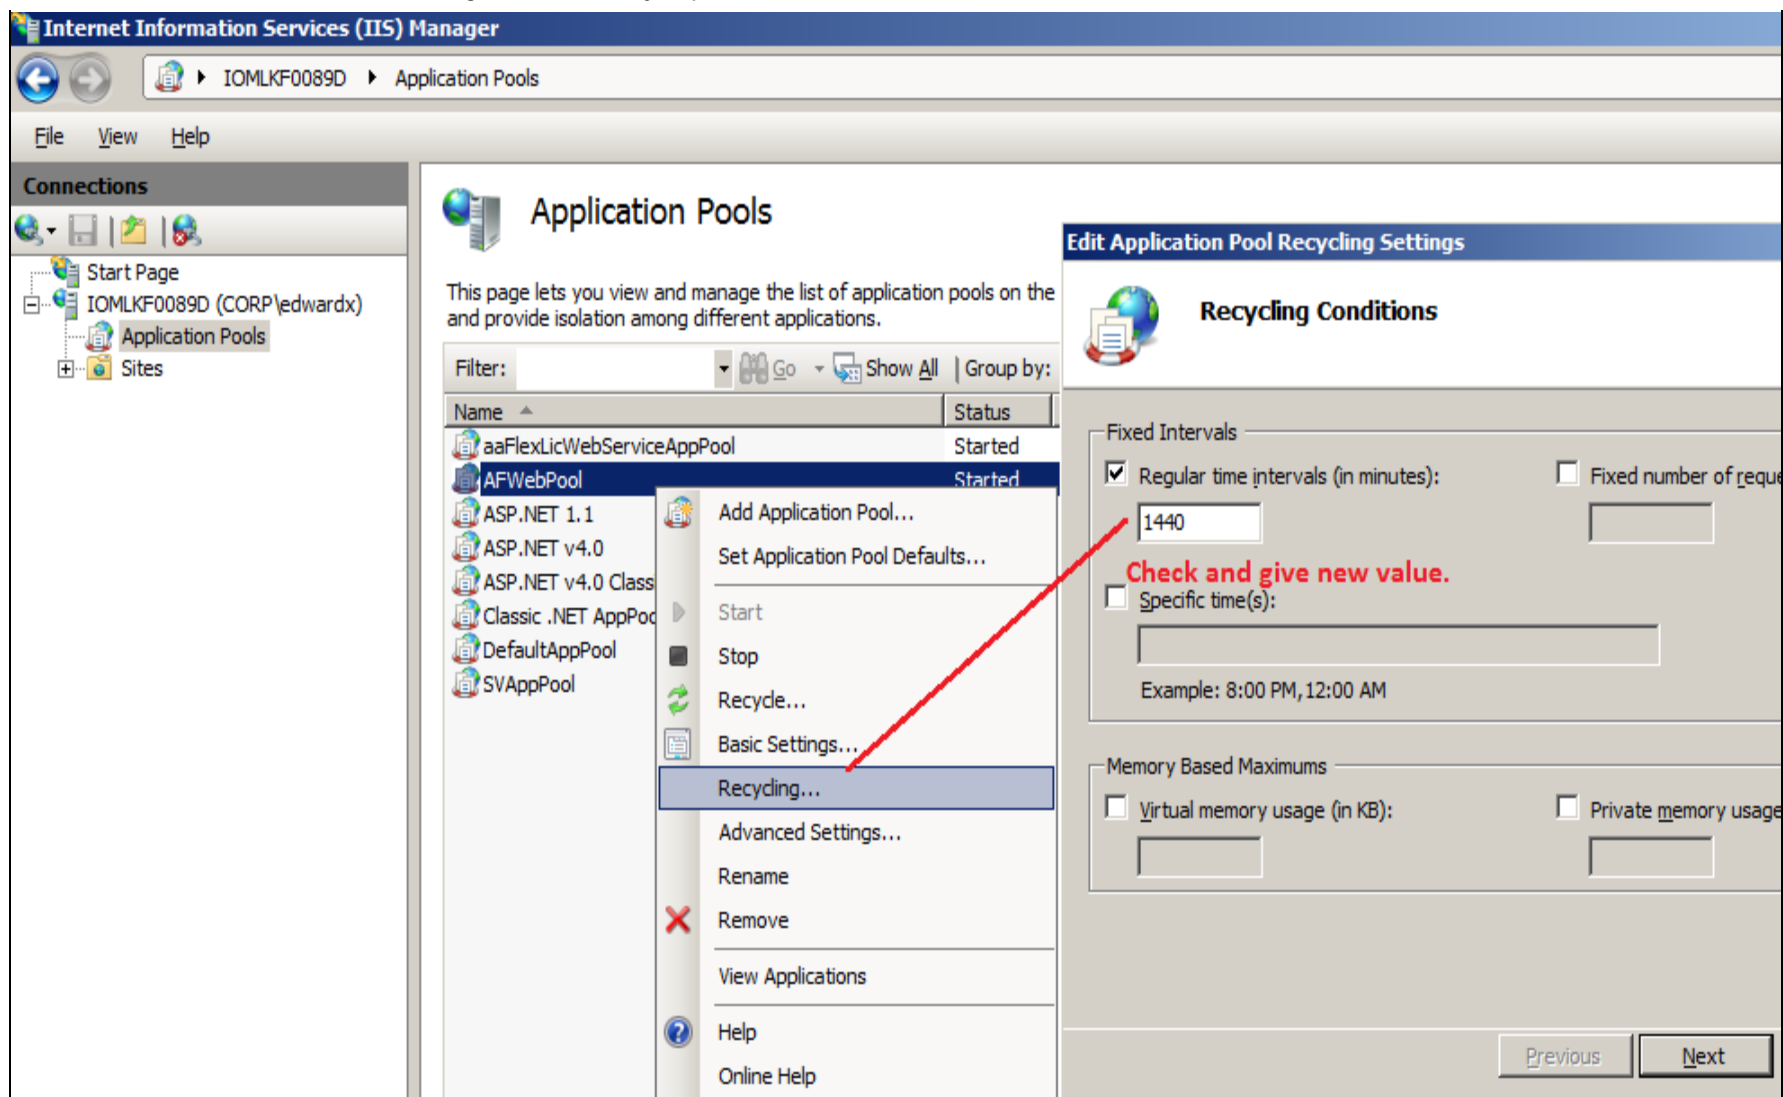 Internet Information Services (IIS) Manager
IOMLKF0089D Application Pools
File View Help
Connections
Start Page
IOMLKF0089D (CORP\edwardx)
Application Pools
Sites
Application Pools
This page lets you view and manage the list of application pools on the
and provide isolation among different applications.
Filter: Go Show All Group by:
Name Status
aaFlexLicWebServiceAppPool Started
AFWebPool Started
ASP.NET 1.1
ASP.NET v4.0
ASP.NET v4.0 Class
Classic .NET AppPoo
DefaultAppPool
SVAppPool
Add Application Pool...
Set Application Pool Defaults...
Start
Stop
Recycle...
Basic Settings...
Recycling...
Advanced Settings...
Rename
Remove
View Applications
Help
Online Help
Edit Application Pool Recycling Settings
Recycling Conditions
Fixed Intervals
Regular time intervals (in minutes): Fixed number of reque
1440
Check and give new value.
Specific time(s):
Example: 8:00 PM,12:00 AM
Memory Based Maximums
Virtual memory usage (in KB): Private memory usage
Previous Next